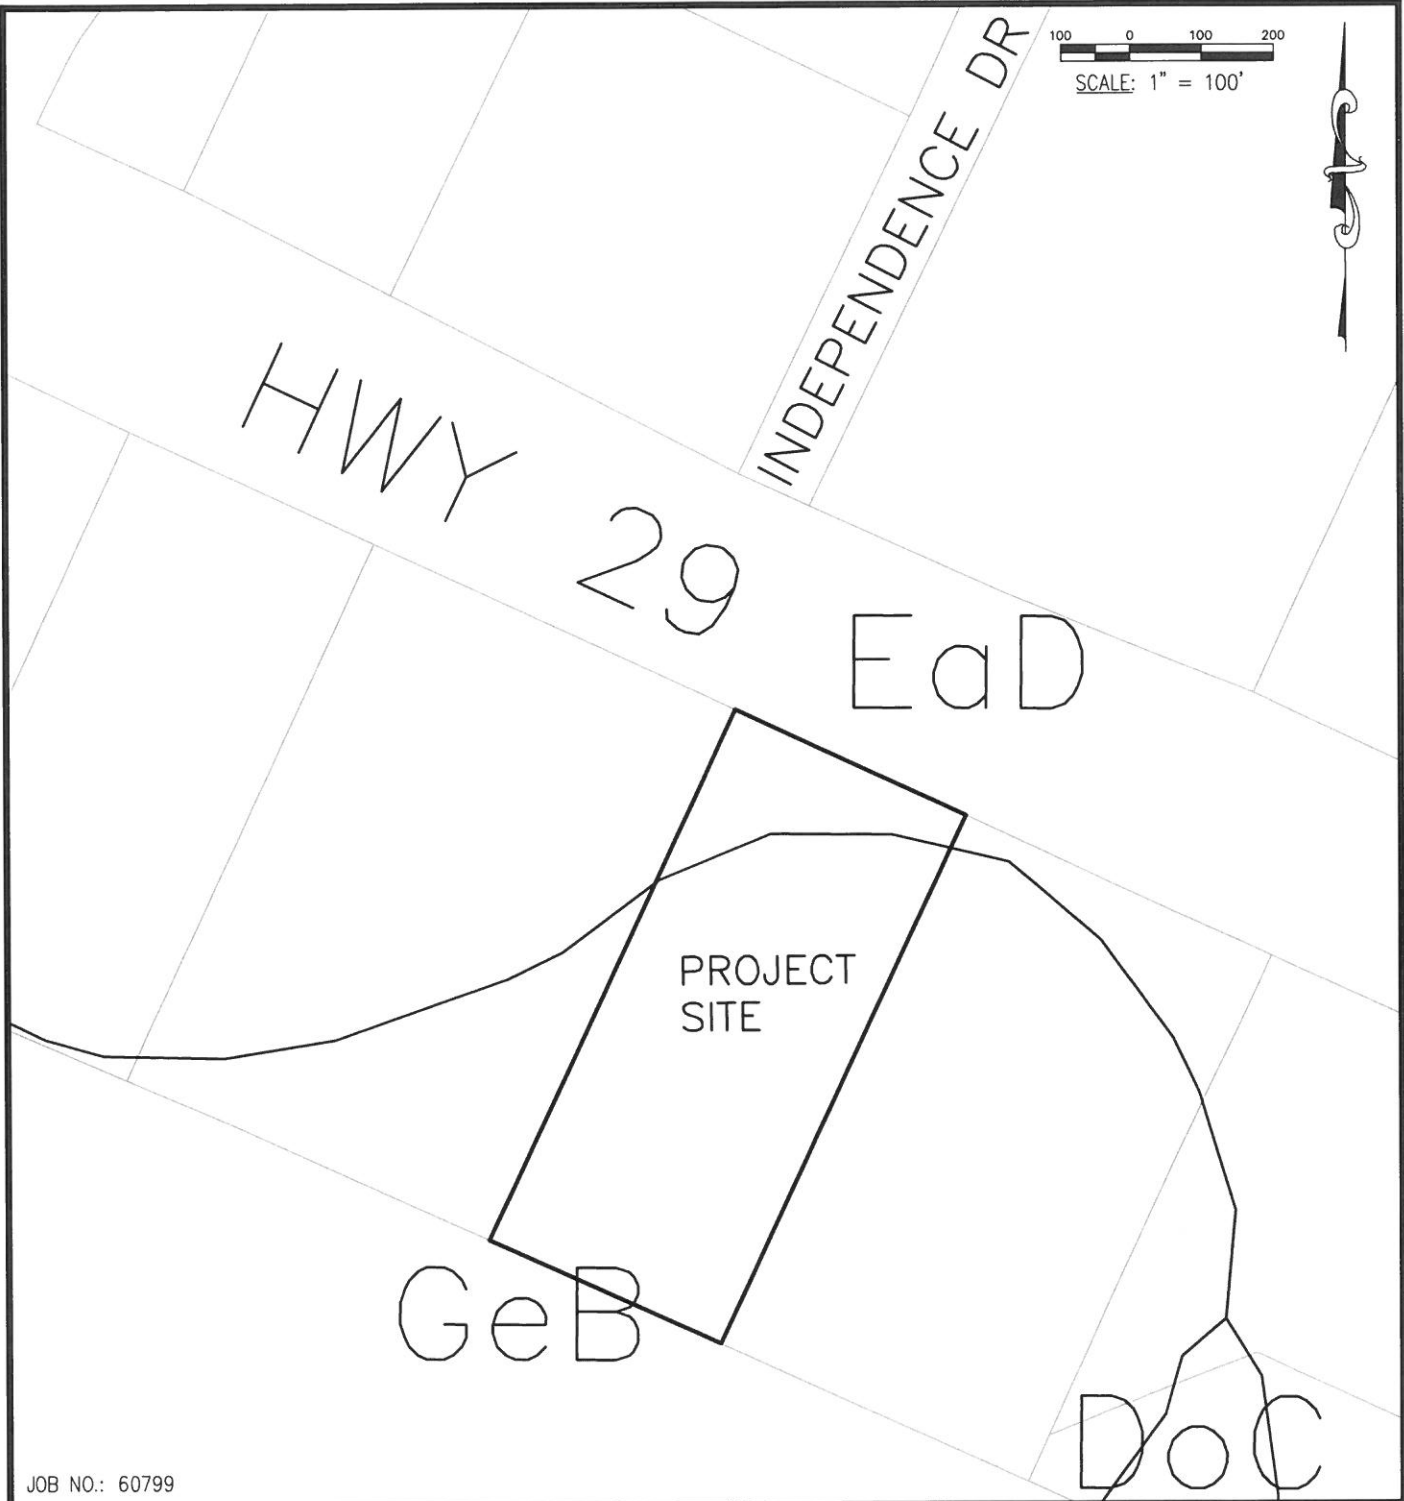 INDEPENDENCE DR
100 0 100 200
SCALE: 1" = 100'
HWY 29
EaD
PROJECT
SITE
GeB
DoC
JOB NO.: 60799